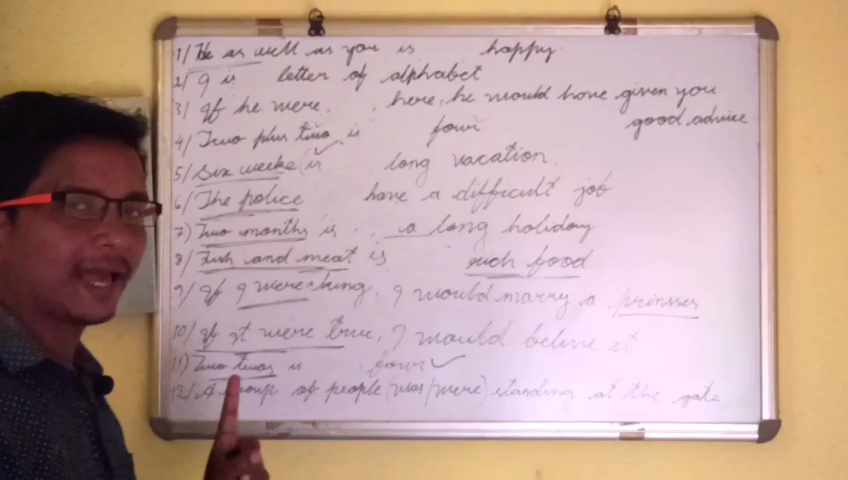 1/ He as well as you is happy.
2/ I is letter of alphabet
3/ If he were. here, he would have given you
good advice
4/ Two plus two is four
5/ Six weeks is long vacation.
6/ The police have a difficult job
7) Two months is a long holiday
8/ Fish and meat is such food
9/ If I were king, I would marry a prinsses
10/ If It were true, I would belive it
11) Two twos is four
12/ A Group of people (was/were) standing at the gate